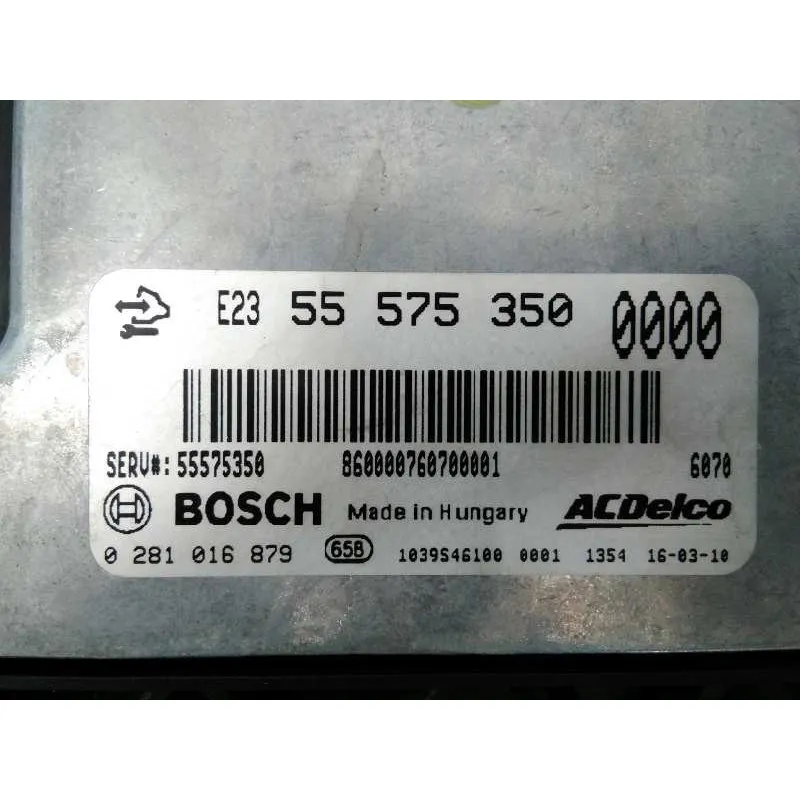 E23 55 575 350 0000
SERV#: 55575350 860000760700001 6070
BOSCH Made in Hungary ACDelco
0 281 016 879 65B 1039S46100 0001 1354 16-03-10